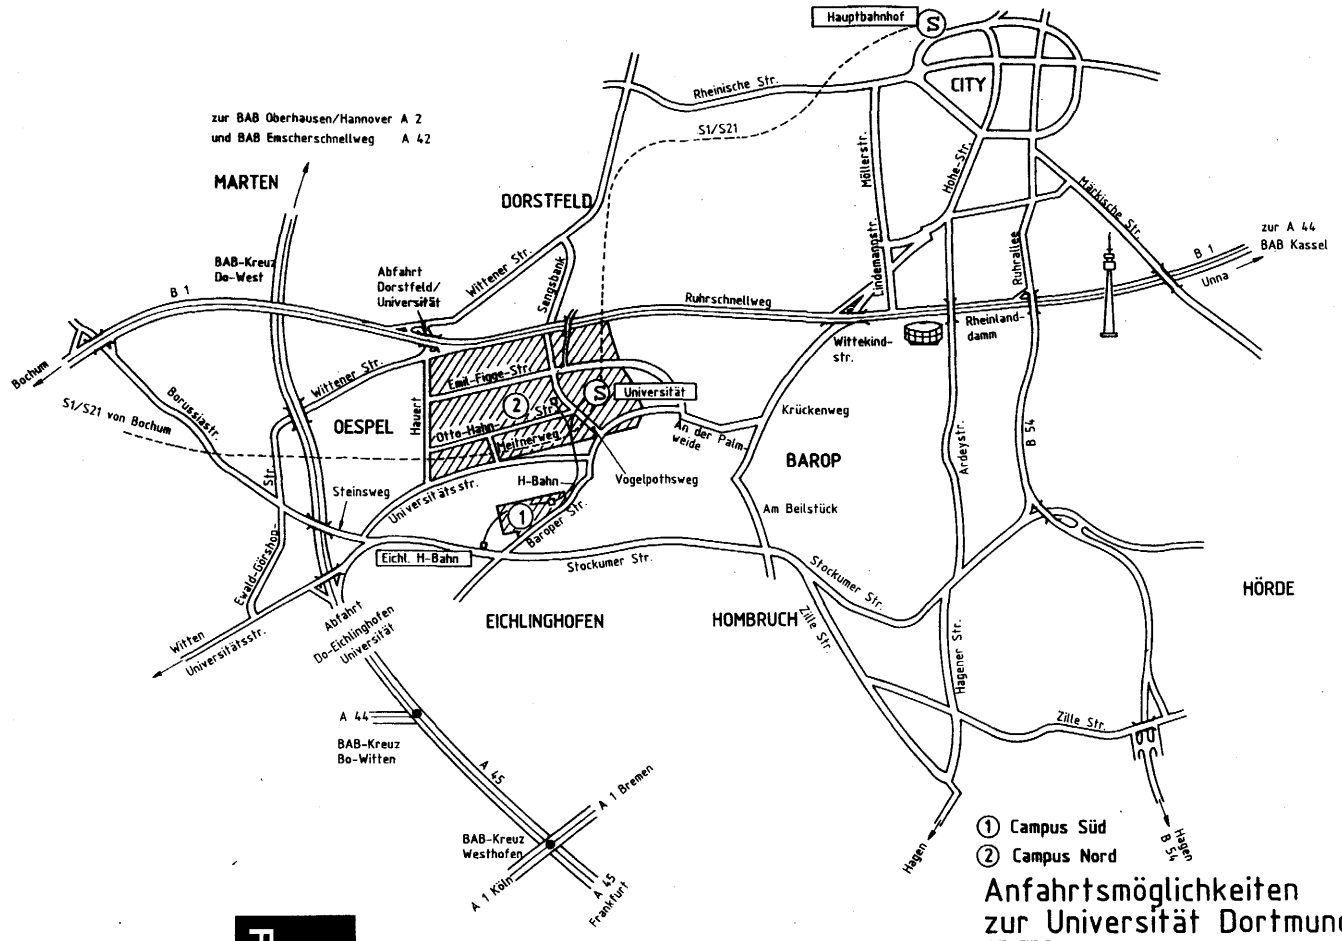 Hauptbahnhof
S
CITY
Rheinische Str.
S1/S21
zur BAB Oberhausen/Hannover A 2
und BAB Emscherschnellweg A 42
MARTEN
DORSTFELD
Möllerstr.
Hohe-Str.
Märkische Str.
Lindemannstr.
Ruhrallee
zur A 44
BAB Kassel
B 1
Unna
BAB-Kreuz
Do-West
B 1
Abfahrt
Dorstfeld/
Universität
Wittener Str.
Sengsbank
Ruhrschnellweg
Rheinland-
damm
Wittekind-
str.
Bochum
Wittener Str.
Emil-Figge-Str.
S
Universität
S1/S21 von Bochum
Borussiastr.
OESPEL
Hauert
2
Otto-Hahn-
Str.
Meitnerweg
An der Palm-
weide
Krückenweg
BAROP
Ardeystr.
B 54
Str.
Steinsweg
Universitätsstr.
H-Bahn
Vogelpothsweg
Am Beilstück
1
Baroper Str.
Eichl. H-Bahn
Stockumer Str.
Stockumer Str.
Ewald-Görshop-
HÖRDE
EICHLINGHOFEN
HOMBRUCH
Zille Str.
Witten
Universitätsstr.
Abfahrt
Do-Eichlinghofen
Universität
Hagener Str.
Zille Str.
A 44
BAB-Kreuz
Bo-Witten
A 45
A 1 Bremen
BAB-Kreuz
Westhofen
A 1 Köln
A 45
Frankfurt
Hagen
Hagen
B 54
1 Campus Süd
2 Campus Nord
Anfahrtsmöglichkeiten
zur Universität Dortmund